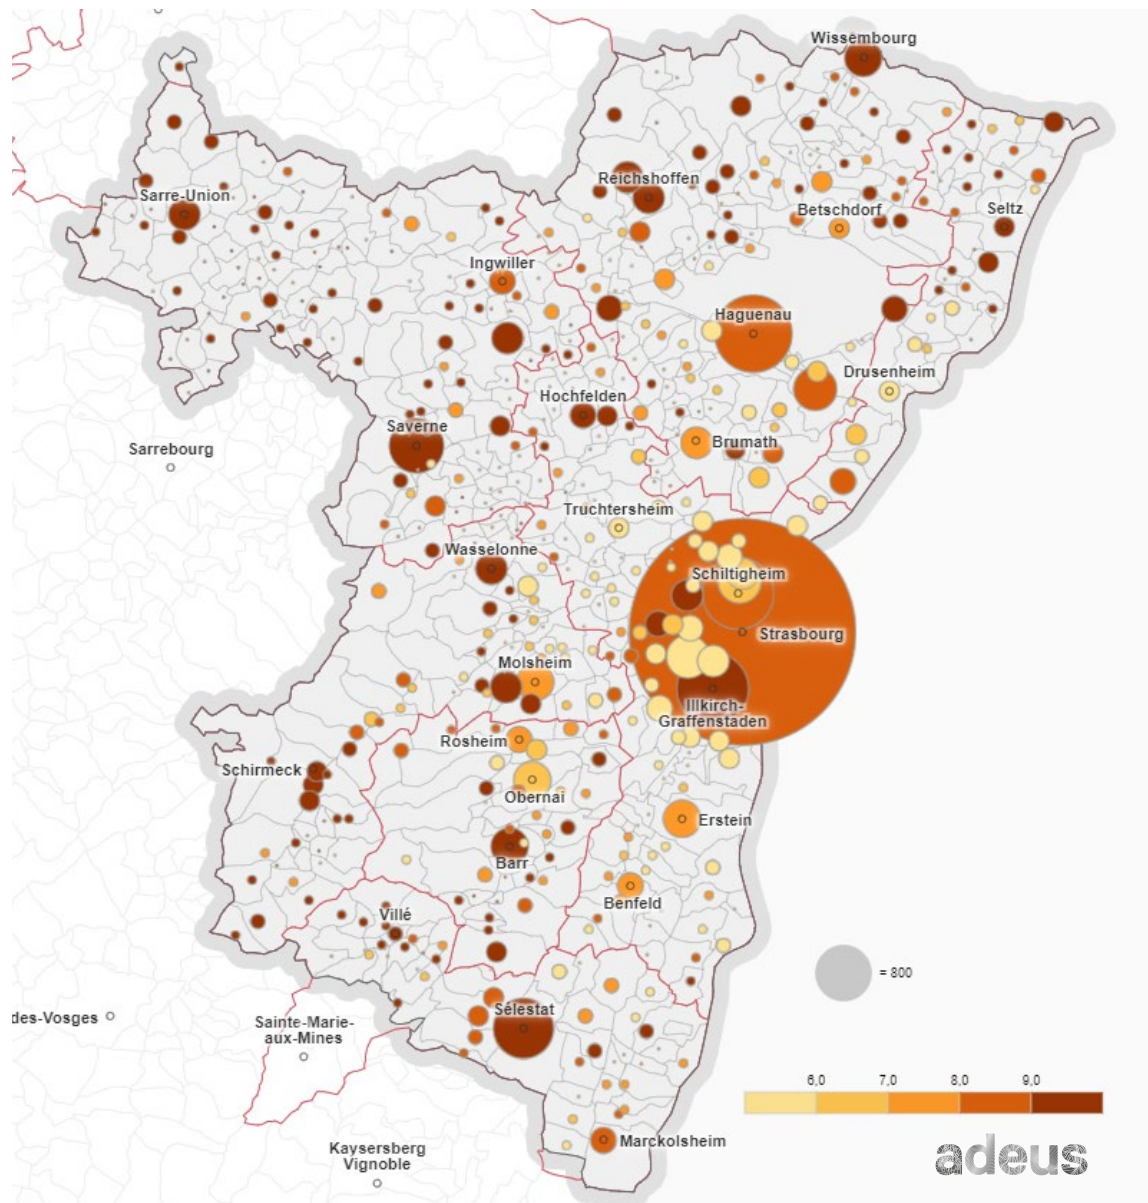 Wissembourg
Reichshoffen
Sarre-Union
Betschdorf
Seltz
Ingwiller
Haguenau
Drusenheim
Hochfelden
Saverne
Brumath
Sarrebourg
Truchtersheim
Wasselonne
Schiltigheim
Strasbourg
Molsheim
Illkirch-
Graffenstaden
Rosheim
Schirmeck
Obernai
Erstein
Barr
Benfeld
Villé
= 800
Sélestat
des-Vosges
Sainte-Marie-
aux-Mines
6,0 7,0 8,0 9,0
Marckolsheim
Kaysersberg
Vignoble
adeus